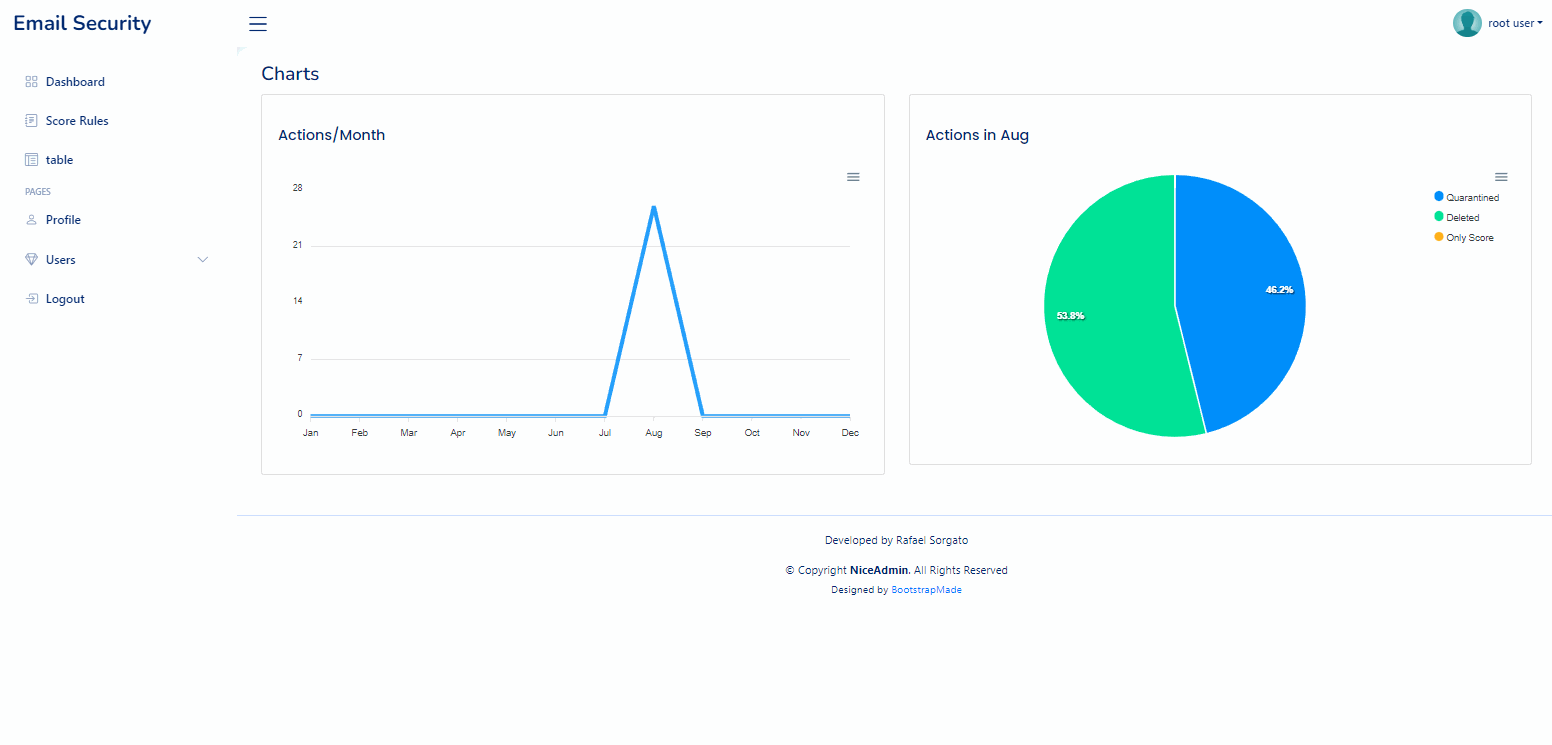 Email Security
root user
Dashboard
Score Rules
table
PAGES
Profile
Users
Logout
Charts
Actions/Month
28
21
14
7
0
Jan Feb Mar Apr May Jun Jul Aug Sep Oct Nov Dec
Actions in Aug
Quarantined
Deleted
Only Score
46.2%
53.8%
Developed by Rafael Sorgato
© Copyright NiceAdmin. All Rights Reserved
Designed by BootstrapMade